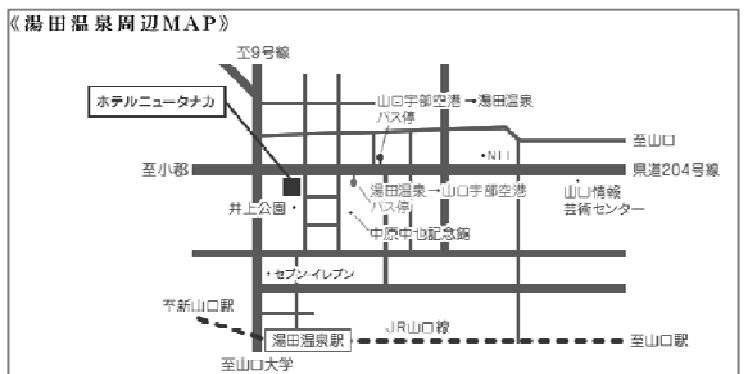 《湯田温泉周辺MAP》
至9号線
ホテルニュータナカ
山口宇部空港→湯田温泉
バス停
至山口
・NTT
至小郡
県道204号線
湯田温泉→山口宇部空港
バス停
山口情報
芸術センター
井上公園・
中原中也記念館
・セブン-イレブン
至新山口駅
JR山口線
湯田温泉駅
至山口駅
至山口大学